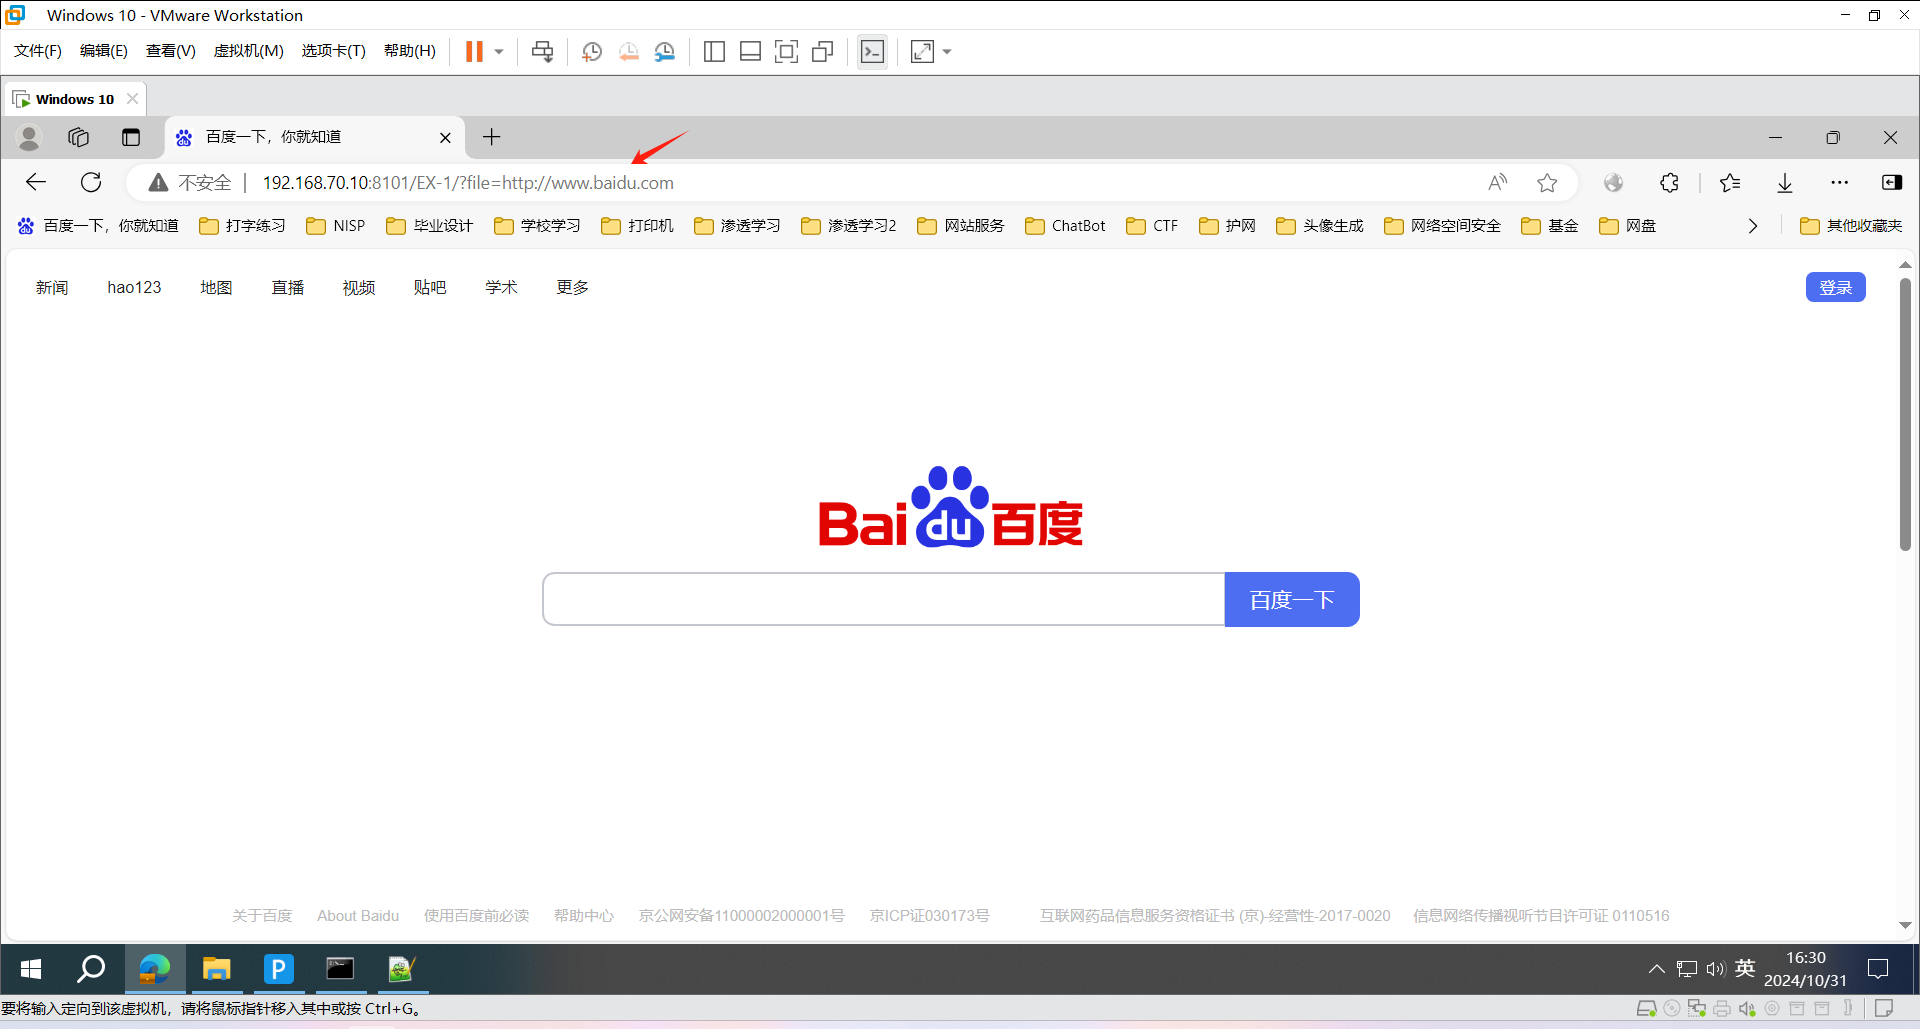 Windows 10 - VMware Workstation
文件(F) 编辑(E) 查看(V) 虚拟机(M) 选项卡(T) 帮助(H)
Windows 10
百度一下，你就知道
不安全 192.168.70.10:8101/EX-1/?file=http://www.baidu.com
百度一下，你就知道 打字练习 NISP 毕业设计 学校学习 打印机 渗透学习 渗透学习2 网站服务 ChatBot CTF 护网 头像生成 网络空间安全 基金 网盘 其他收藏夹
新闻 hao123 地图 直播 视频 贴吧 学术 更多 登录
Bai du 百度
百度一下
关于百度 About Baidu 使用百度前必读 帮助中心 京公网安备11000002000001号 京ICP证030173号 互联网药品信息服务资格证书 (京)-经营性-2017-0020 信息网络传播视听节目许可证 0110516
英 16:30
2024/10/31
要将输入定向到该虚拟机，请将鼠标指针移入其中或按 Ctrl+G。